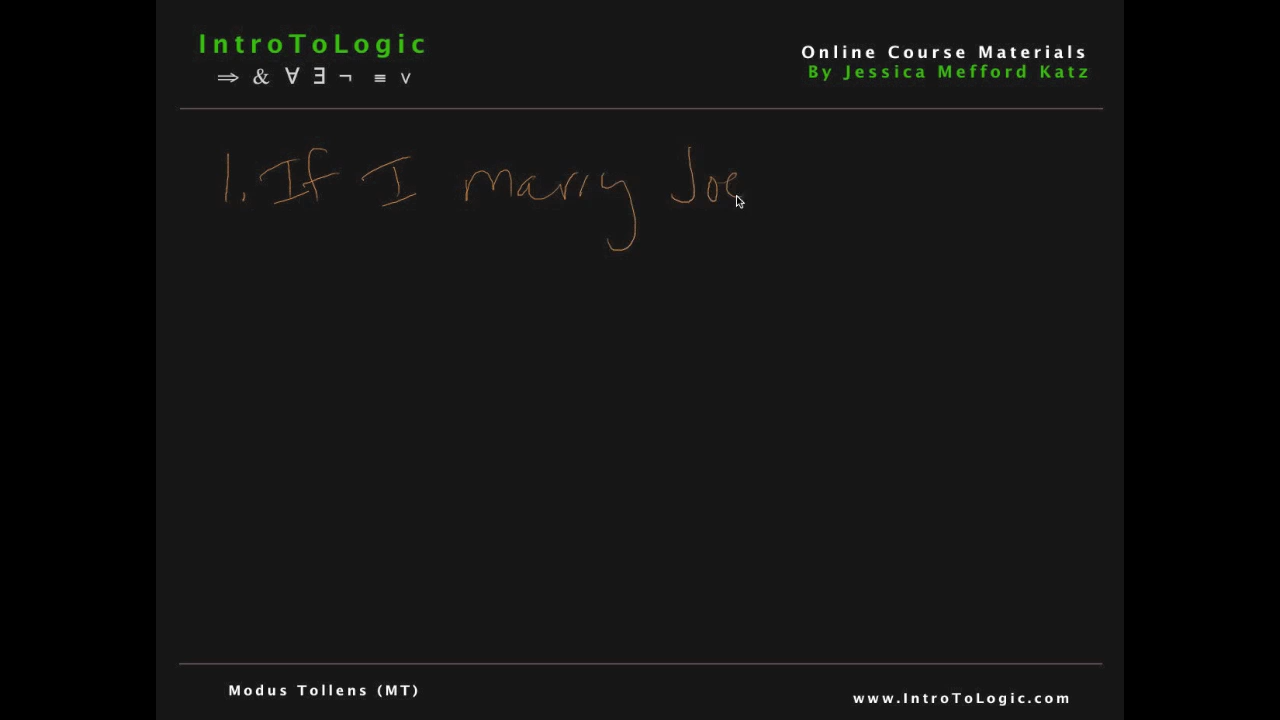 IntroToLogic
⇒ & ∀ ∃ ¬ ≡ ∨
Online Course Materials
By Jessica Mefford Katz
1. If I marry Joe
Modus Tollens (MT)
www.IntroToLogic.com